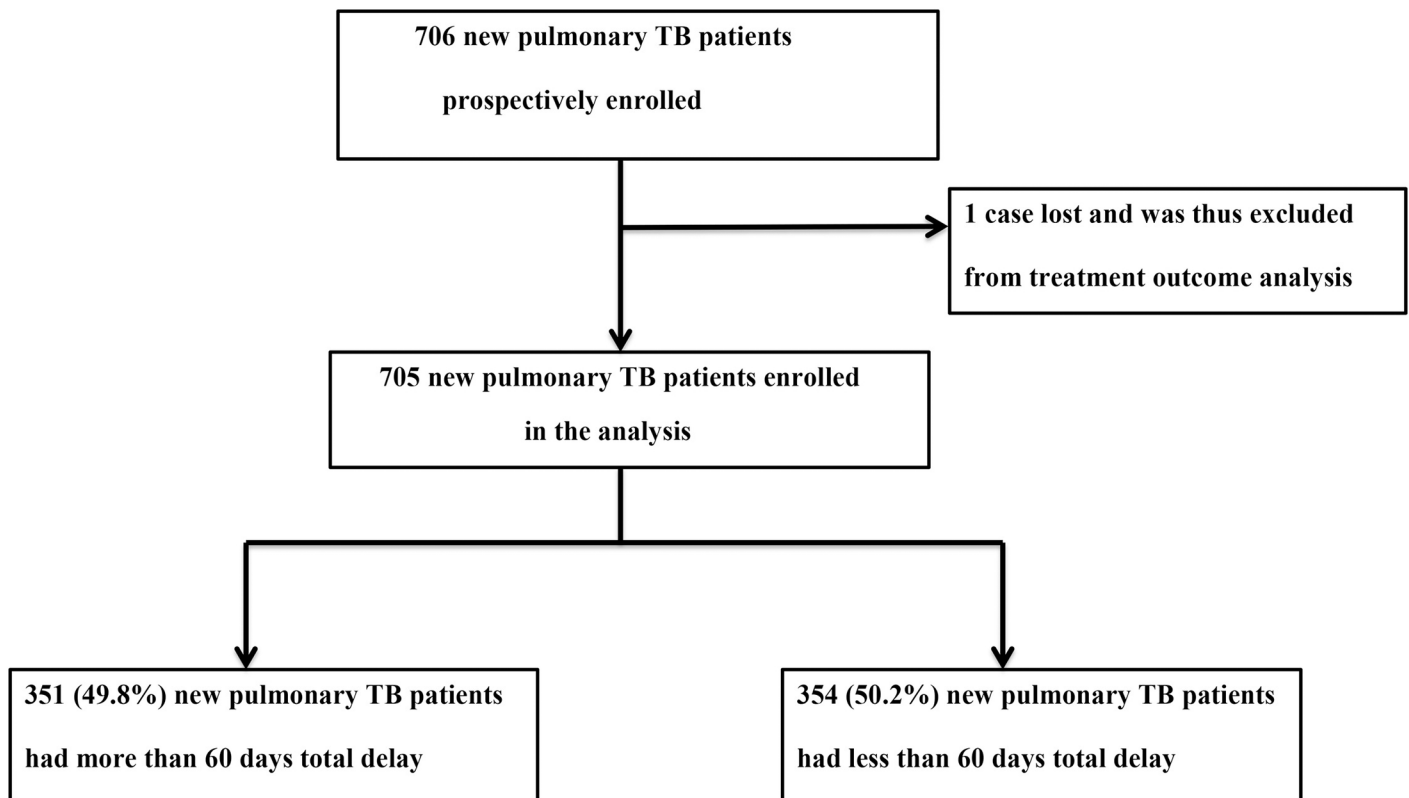 706 new pulmonary TB patients
prospectively enrolled
1 case lost and was thus excluded
from treatment outcome analysis
705 new pulmonary TB patients enrolled
in the analysis
351 (49.8%) new pulmonary TB patients
had more than 60 days total delay
354 (50.2%) new pulmonary TB patients
had less than 60 days total delay